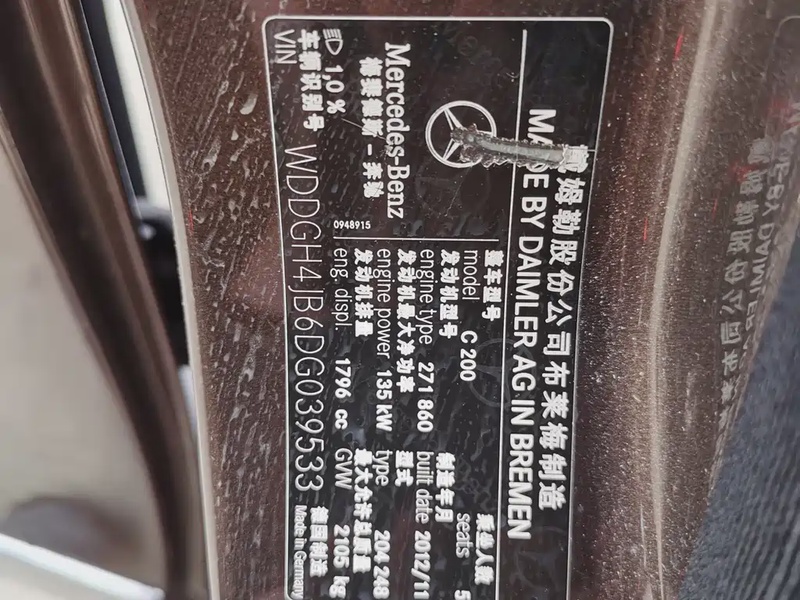 戴姆勒股份公司布莱梅制造
MADE BY DAIMLER AG IN BREMEN
Mercedes-Benz
梅赛德斯-奔驰
0948915
整车型号
model C 200
乘总人数
seats 5
发动机型号
engine type 271 860
制造年月
built date 2012/11
发动机最大净功率
engine power 135 kW
型式
type 204 248
发动机排量
eng. displ. 1796 cc
最大允许总质量
GVW 2105 kg
1,0 %
车辆识别号
VIN WDDGH4JB6DG039533
德国制造
Made in Germany